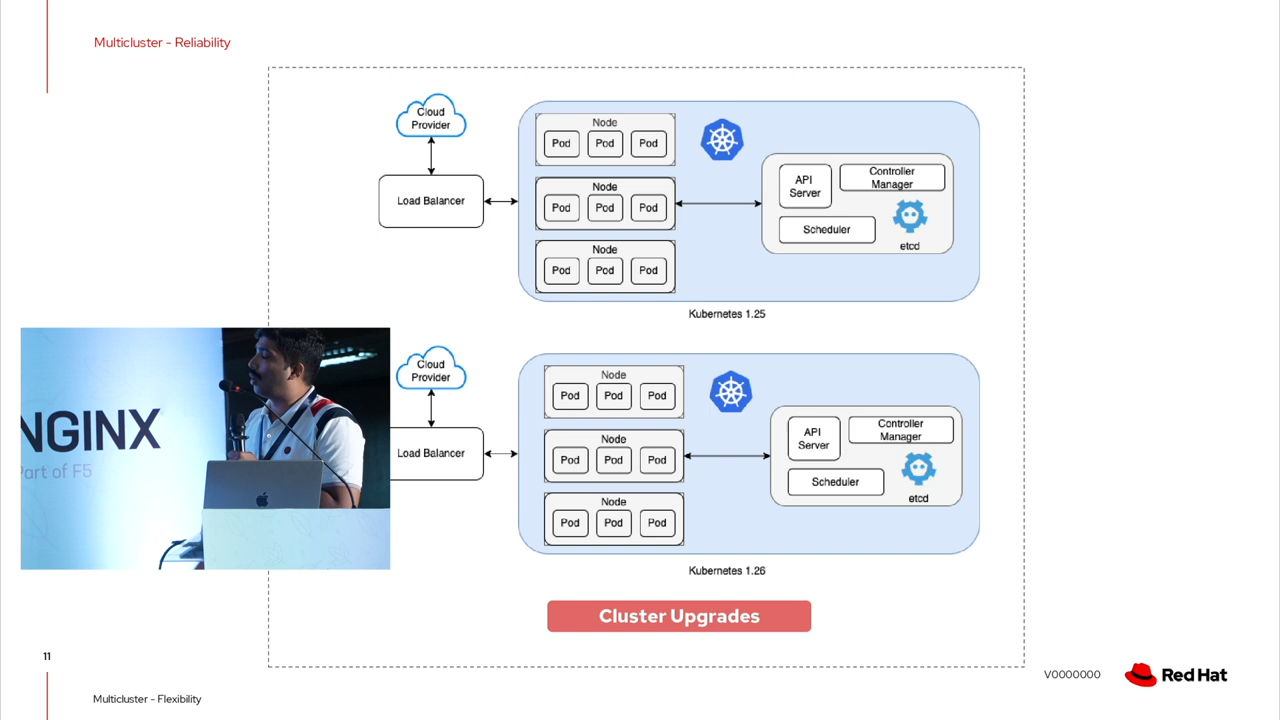 Multicluster - Reliability
Cloud
Provider
Load Balancer
Node
Pod Pod Pod
Node
Pod Pod Pod
Node
Pod Pod Pod
API
Server
Controller
Manager
Scheduler
etcd
Kubernetes 1.25
Cloud
Provider
Load Balancer
Node
Pod Pod Pod
Node
Pod Pod Pod
Node
Pod Pod Pod
API
Server
Controller
Manager
Scheduler
etcd
Kubernetes 1.26
NGINX
Part of F5
Cluster Upgrades
11
V0000000
Red Hat
Multicluster - Flexibility